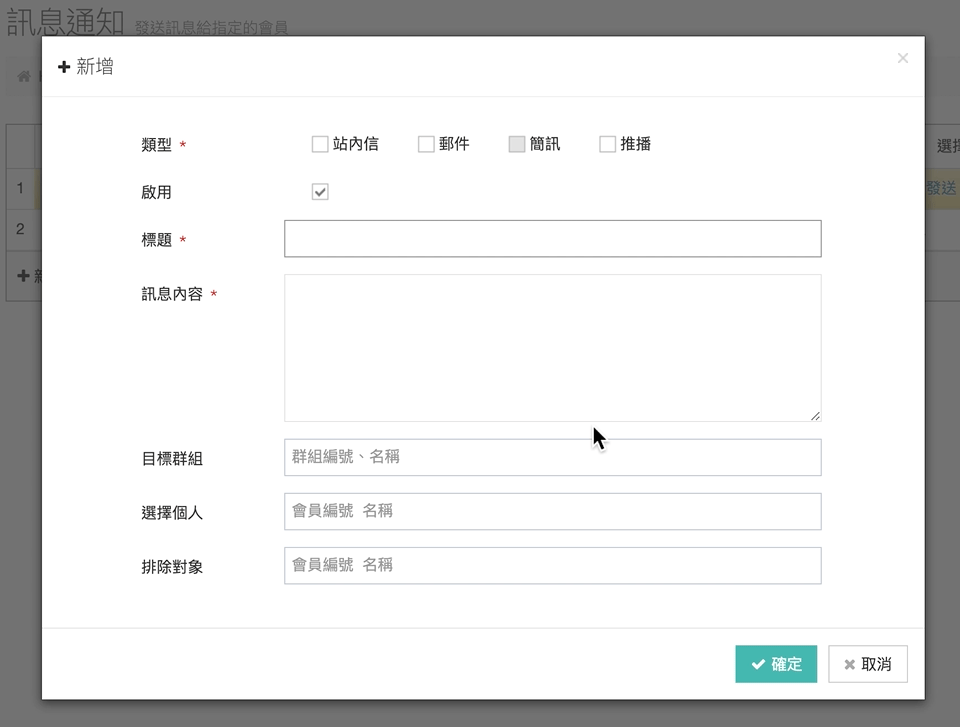 訊息通知 發送訊息給指定的會員
新增
類型 *
站內信 郵件 簡訊 推播
啟用
標題 *
訊息內容 *
目標群組 群組編號、名稱
選擇個人 會員編號 名稱
排除對象 會員編號 名稱
確定 取消
1
2
發送